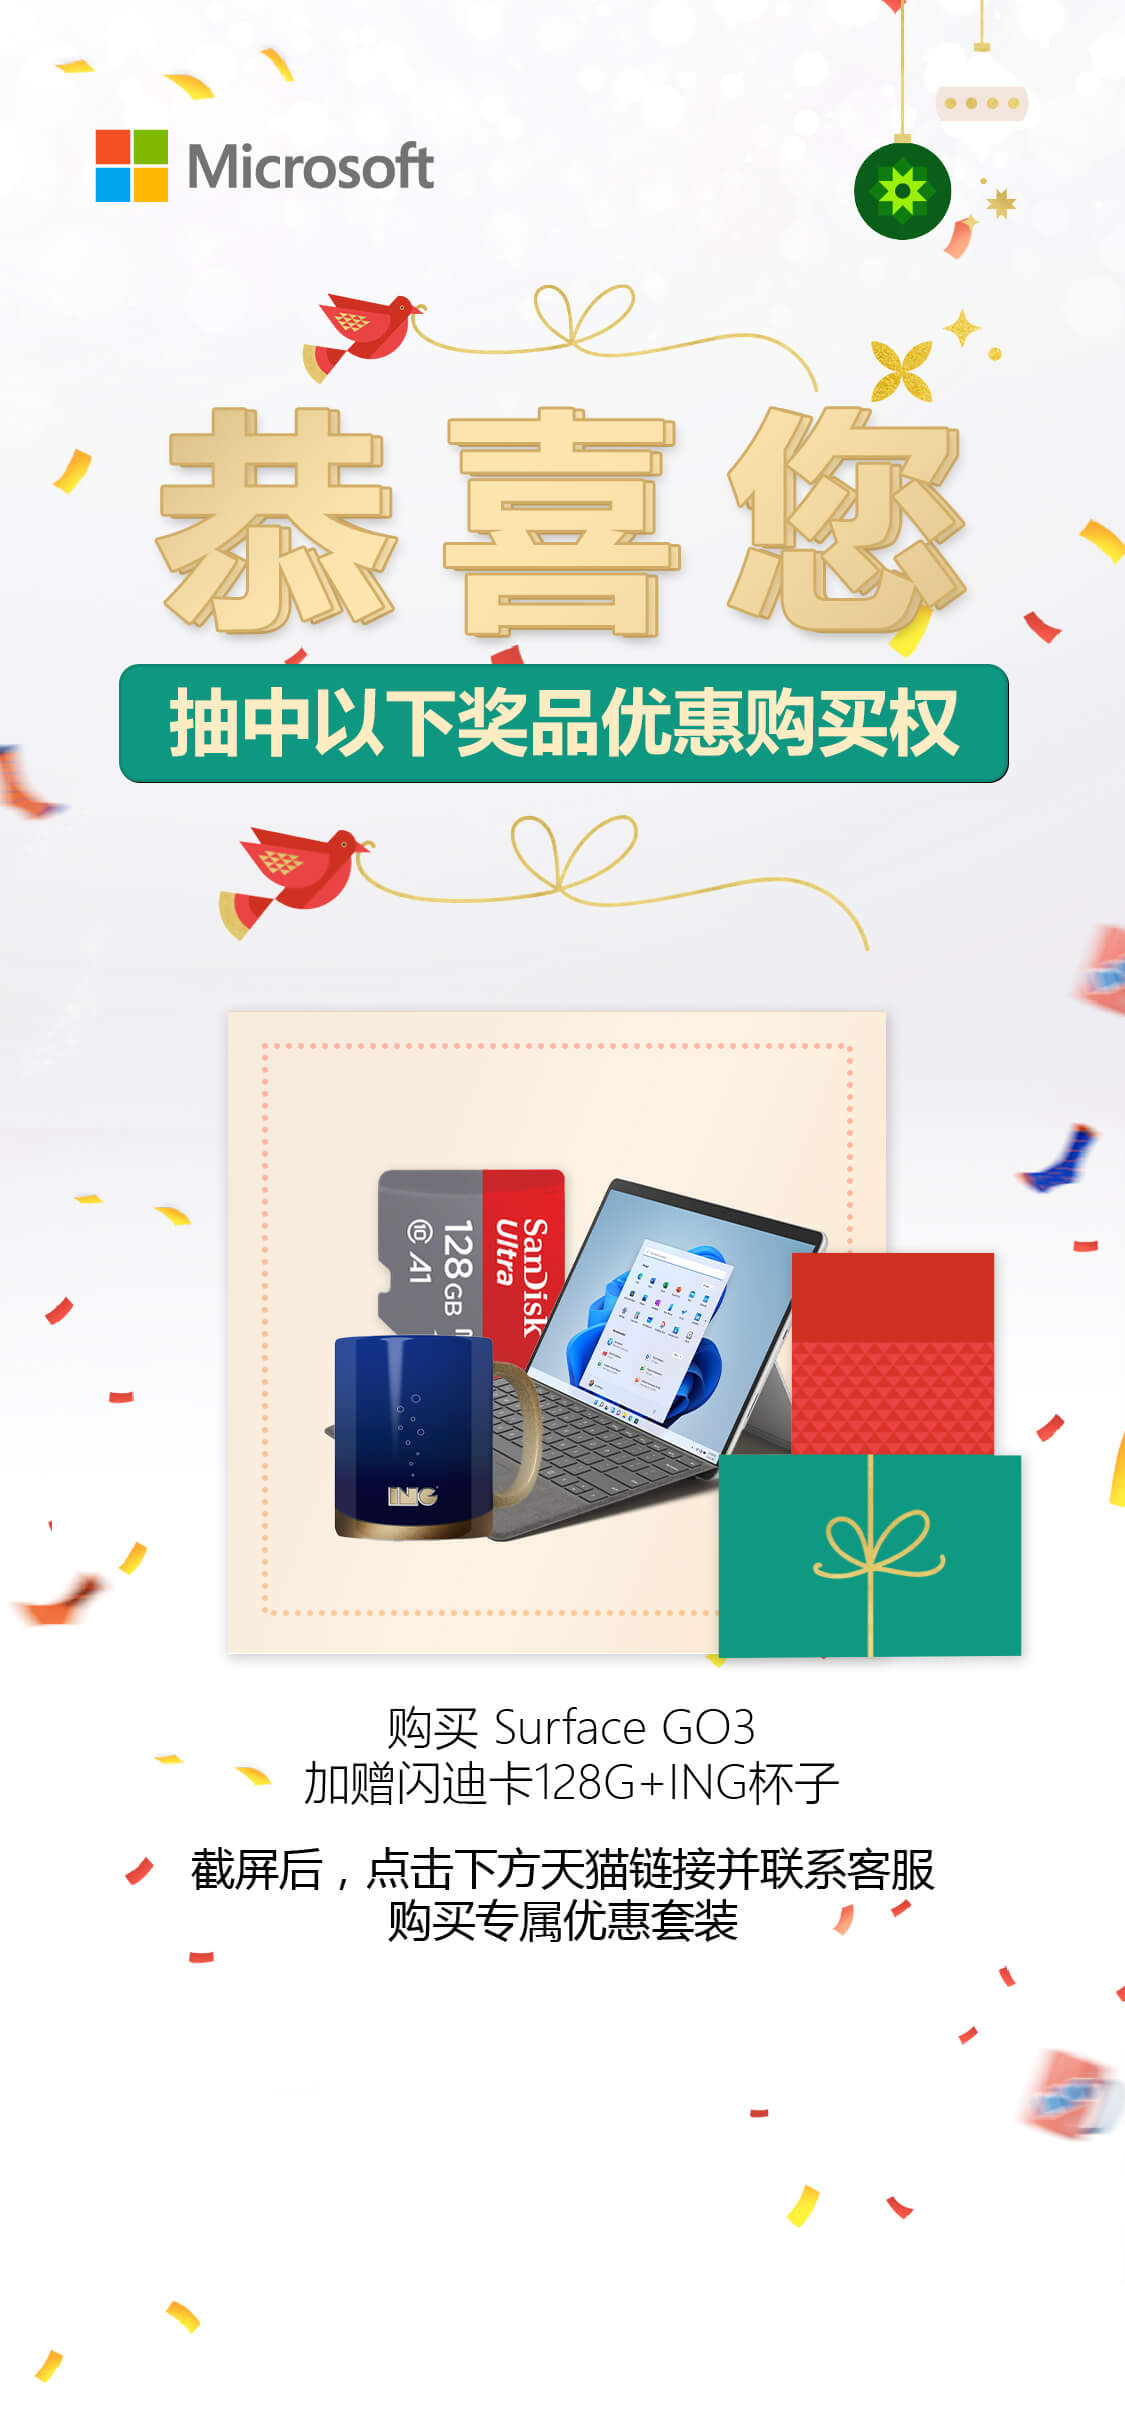 Microsoft
恭喜您
抽中以下奖品优惠购买权
SanDisk
Ultra
128GB
10 A1
ING
购买 Surface GO3
加赠闪迪卡128G+ING杯子
截屏后，点击下方天猫链接并联系客服
购买专属优惠套装